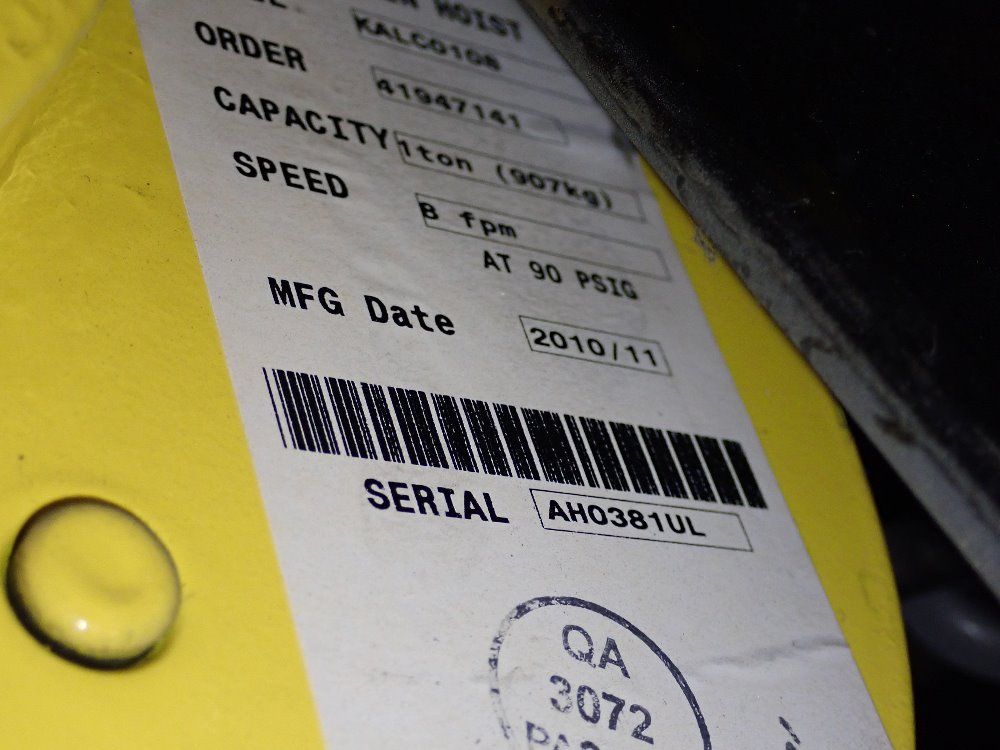 HOIST
KALCO108
ORDER 41947141
CAPACITY 1ton (907kg)
SPEED 8 fpm
AT 90 PSIG
MFG Date 2010/11
SERIAL AH0381UL
QA
3072